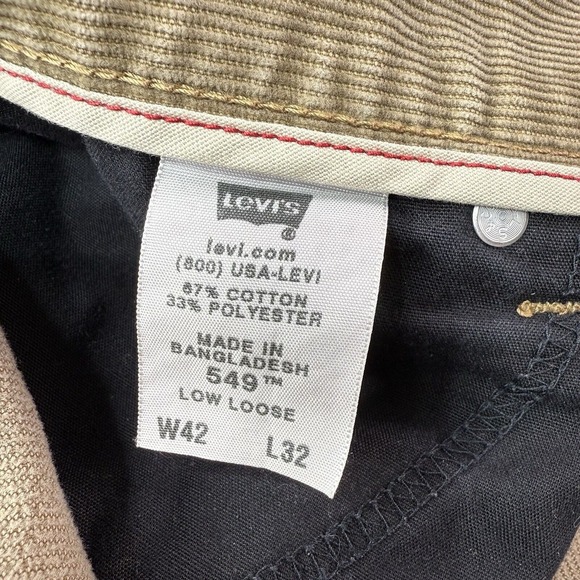 LEVI'S
®
levi.com
(800) USA-LEVI
67% COTTON
33% POLYESTER
MADE IN
BANGLADESH
549™
LOW LOOSE
W42 L32